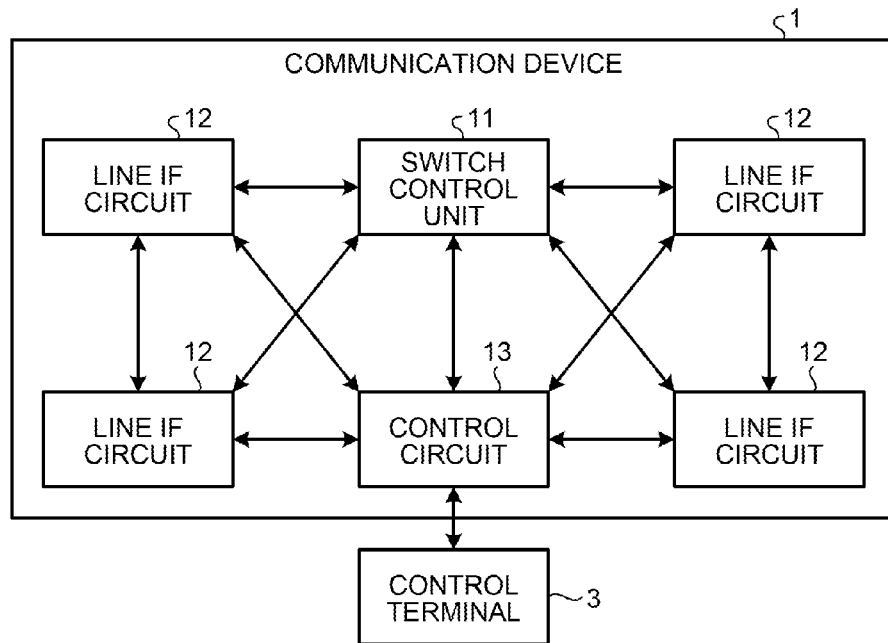 1
COMMUNICATION DEVICE
12
11
12
LINE IF
CIRCUIT
SWITCH
CONTROL
UNIT
LINE IF
CIRCUIT
12
13
12
LINE IF
CIRCUIT
CONTROL
CIRCUIT
LINE IF
CIRCUIT
CONTROL
TERMINAL
3